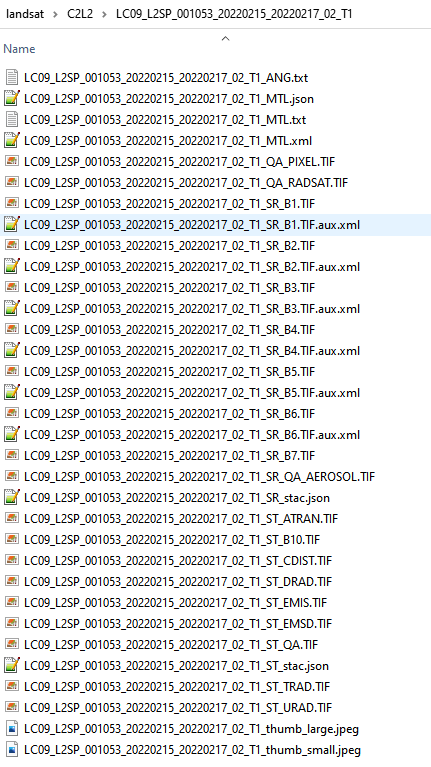 landsat > C2L2 > LC09_L2SP_001053_20220215_20220217_02_T1
Name
LC09_L2SP_001053_20220215_20220217_02_T1_ANG.txt
LC09_L2SP_001053_20220215_20220217_02_T1_MTL.json
LC09_L2SP_001053_20220215_20220217_02_T1_MTL.txt
LC09_L2SP_001053_20220215_20220217_02_T1_MTL.xml
LC09_L2SP_001053_20220215_20220217_02_T1_QA_PIXEL.TIF
LC09_L2SP_001053_20220215_20220217_02_T1_QA_RADSAT.TIF
LC09_L2SP_001053_20220215_20220217_02_T1_SR_B1.TIF
LC09_L2SP_001053_20220215_20220217_02_T1_SR_B1.TIF.aux.xml
LC09_L2SP_001053_20220215_20220217_02_T1_SR_B2.TIF
LC09_L2SP_001053_20220215_20220217_02_T1_SR_B2.TIF.aux.xml
LC09_L2SP_001053_20220215_20220217_02_T1_SR_B3.TIF
LC09_L2SP_001053_20220215_20220217_02_T1_SR_B3.TIF.aux.xml
LC09_L2SP_001053_20220215_20220217_02_T1_SR_B4.TIF
LC09_L2SP_001053_20220215_20220217_02_T1_SR_B4.TIF.aux.xml
LC09_L2SP_001053_20220215_20220217_02_T1_SR_B5.TIF
LC09_L2SP_001053_20220215_20220217_02_T1_SR_B5.TIF.aux.xml
LC09_L2SP_001053_20220215_20220217_02_T1_SR_B6.TIF
LC09_L2SP_001053_20220215_20220217_02_T1_SR_B6.TIF.aux.xml
LC09_L2SP_001053_20220215_20220217_02_T1_SR_B7.TIF
LC09_L2SP_001053_20220215_20220217_02_T1_SR_QA_AEROSOL.TIF
LC09_L2SP_001053_20220215_20220217_02_T1_SR_stac.json
LC09_L2SP_001053_20220215_20220217_02_T1_ST_ATRAN.TIF
LC09_L2SP_001053_20220215_20220217_02_T1_ST_B10.TIF
LC09_L2SP_001053_20220215_20220217_02_T1_ST_CDIST.TIF
LC09_L2SP_001053_20220215_20220217_02_T1_ST_DRAD.TIF
LC09_L2SP_001053_20220215_20220217_02_T1_ST_EMIS.TIF
LC09_L2SP_001053_20220215_20220217_02_T1_ST_EMSD.TIF
LC09_L2SP_001053_20220215_20220217_02_T1_ST_QA.TIF
LC09_L2SP_001053_20220215_20220217_02_T1_ST_stac.json
LC09_L2SP_001053_20220215_20220217_02_T1_ST_TRAD.TIF
LC09_L2SP_001053_20220215_20220217_02_T1_ST_URAD.TIF
LC09_L2SP_001053_20220215_20220217_02_T1_thumb_large.jpeg
LC09_L2SP_001053_20220215_20220217_02_T1_thumb_small.jpeg